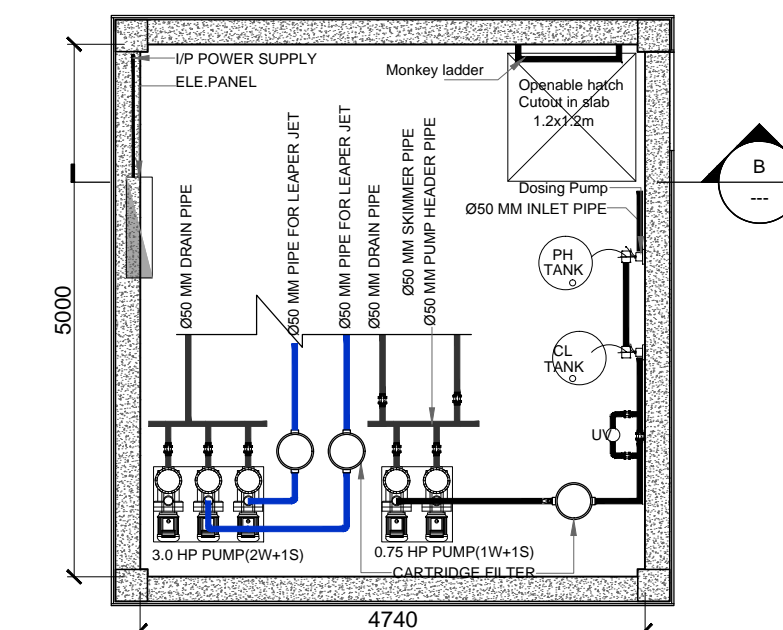 I/P POWER SUPPLY
ELE.PANEL
Monkey ladder
Openable hatch
Cutout in slab
1.2x1.2m
B
---
Dosing Pump
Ø50 MM INLET PIPE
Ø50 MM DRAIN PIPE
Ø50 MM PIPE FOR LEAPER JET
Ø50 MM PIPE FOR LEAPER JET
Ø50 MM DRAIN PIPE
Ø50 MM SKIMMER PIPE
Ø50 MM PUMP HEADER PIPE
PH
TANK
CL
TANK
UV
5000
3.0 HP PUMP(2W+1S)
0.75 HP PUMP(1W+1S)
CARTRIDGE FILTER
4740